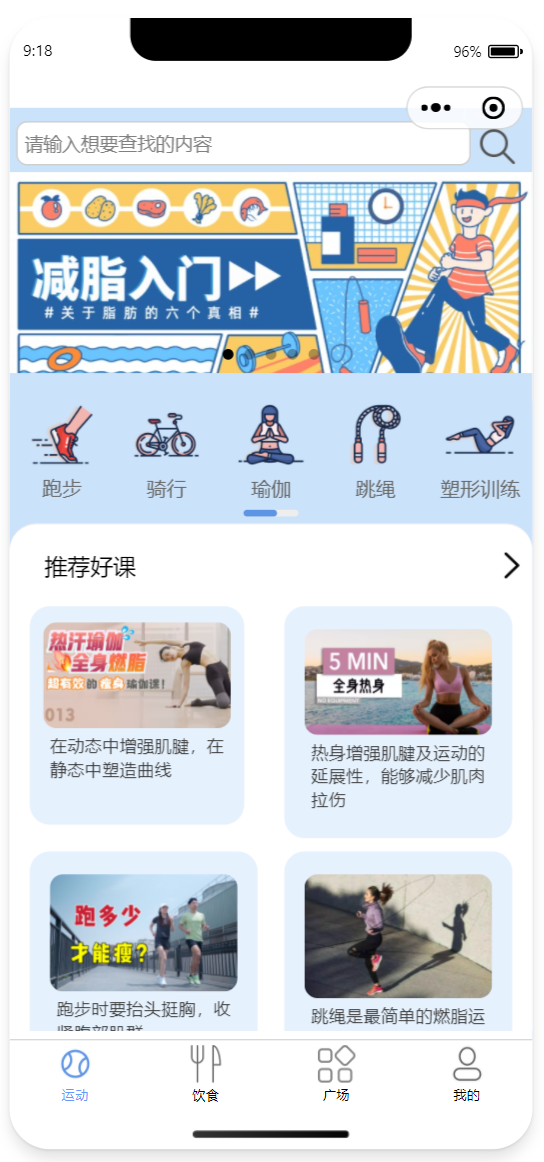 9:18
96%
请输入想要查找的内容
减脂入门
#关于脂肪的六个真相#
跑步
骑行
瑜伽
跳绳
塑形训练
推荐好课
热汗瑜伽
全身燃脂
超有效的瘦身瑜伽课!
013
在动态中增强肌腱，在
静态中塑造曲线
5 MIN
全身热身
NO EQUIPMENT
热身增强肌腱及运动的
延展性，能够减少肌肉
拉伤
跑多少
才能瘦?
跑步时要抬头挺胸，收
紧腹部肌群
跳绳是最简单的燃脂运
运动
饮食
广场
我的